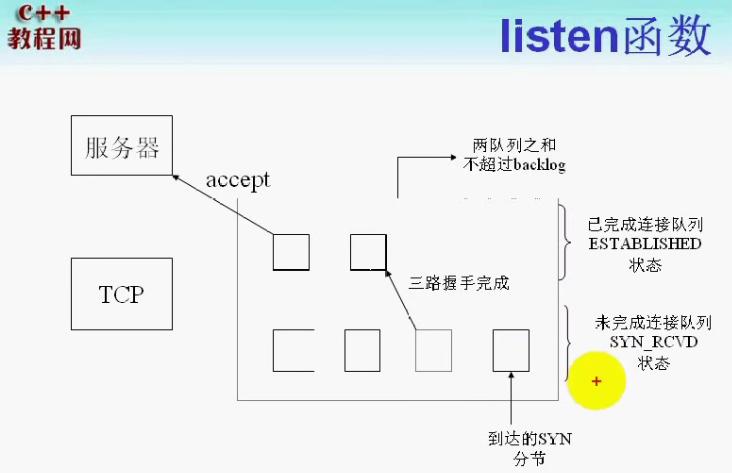 C++
教程网
listen函数
服务器
accept
两队列之和
不超过backlog
已完成连接队列
ESTABLISHED
状态
TCP
三路握手完成
未完成连接队列
SYN_RCVD
状态
到达的SYN
分节